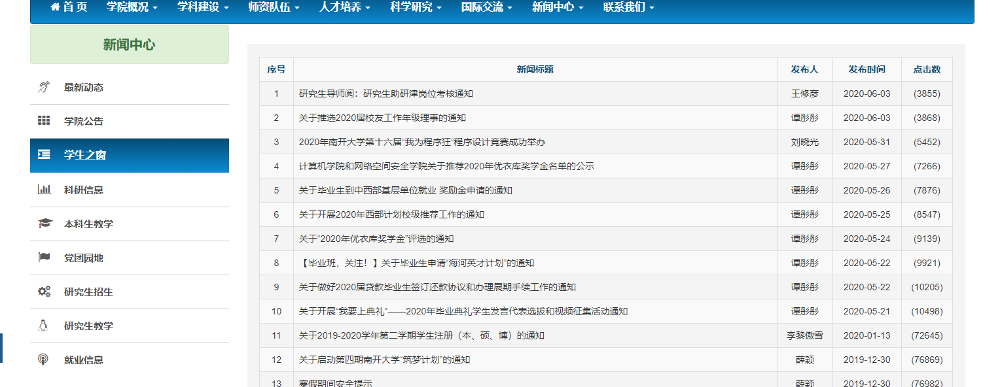 首 页 学院概况 学科建设 师资队伍 人才培养 科学研究 国际交流 新闻中心 联系我们
新闻中心
最新动态
学院公告
学生之窗
科研信息
本科生教学
党团园地
研究生招生
研究生教学
就业信息
序号 新闻标题 发布人 发布时间 点击数
1 研究生导师阅：研究生助研津岗位考核通知 王修彦 2020-06-03 (3855)
2 关于推选2020届校友工作年级理事的通知 谭彤彤 2020-06-03 (3868)
3 2020年南开大学第十六届“我为程序狂”程序设计竞赛成功举办 刘晓光 2020-05-31 (5452)
4 计算机学院和网络空间安全学院关于推荐2020年优衣库奖学金名单的公示 谭彤彤 2020-05-27 (7266)
5 关于毕业生到中西部基层单位就业 奖励金申请的通知 谭彤彤 2020-05-26 (7876)
6 关于开展2020年西部计划校级推荐工作的通知 谭彤彤 2020-05-25 (8547)
7 关于“2020年优衣库奖学金”评选的通知 谭彤彤 2020-05-24 (9139)
8 【毕业班，关注！】关于毕业生申请“海河英才计划”的通知 谭彤彤 2020-05-22 (9921)
9 关于做好2020届贷款毕业生签订还款协议和办理展期手续工作的通知 谭彤彤 2020-05-22 (10205)
10 关于开展“我要上典礼”——2020年毕业典礼学生发言代表选拔和视频征集活动通知 谭彤彤 2020-05-21 (10498)
11 关于2019-2020学年第二学期学生注册（本、硕、博）的通知 李黎傲雪 2020-01-13 (72645)
12 关于启动第四期南开大学“筑梦计划”的通知 薛颖 2019-12-30 (76869)
13 寒假期间安全提示 薛颖 2019-12-30 (76982)